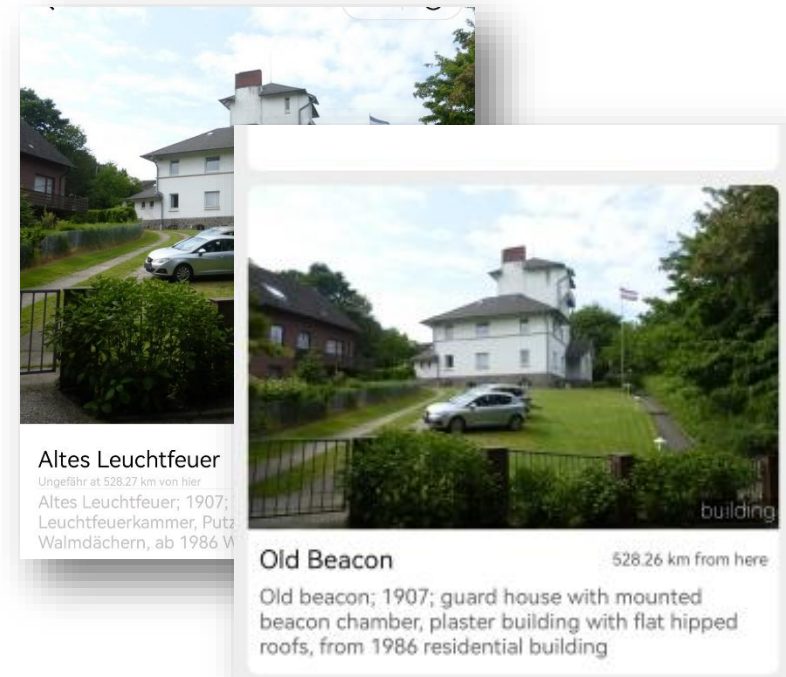 Altes Leuchtfeuer
Ungefähr at 528.27 km von hier
Altes Leuchtfeuer; 1907;
Leuchtfeuerkammer, Putz
Walmdächern, ab 1986 W
building
Old Beacon
528.26 km from here
Old beacon; 1907; guard house with mounted
beacon chamber, plaster building with flat hipped
roofs, from 1986 residential building